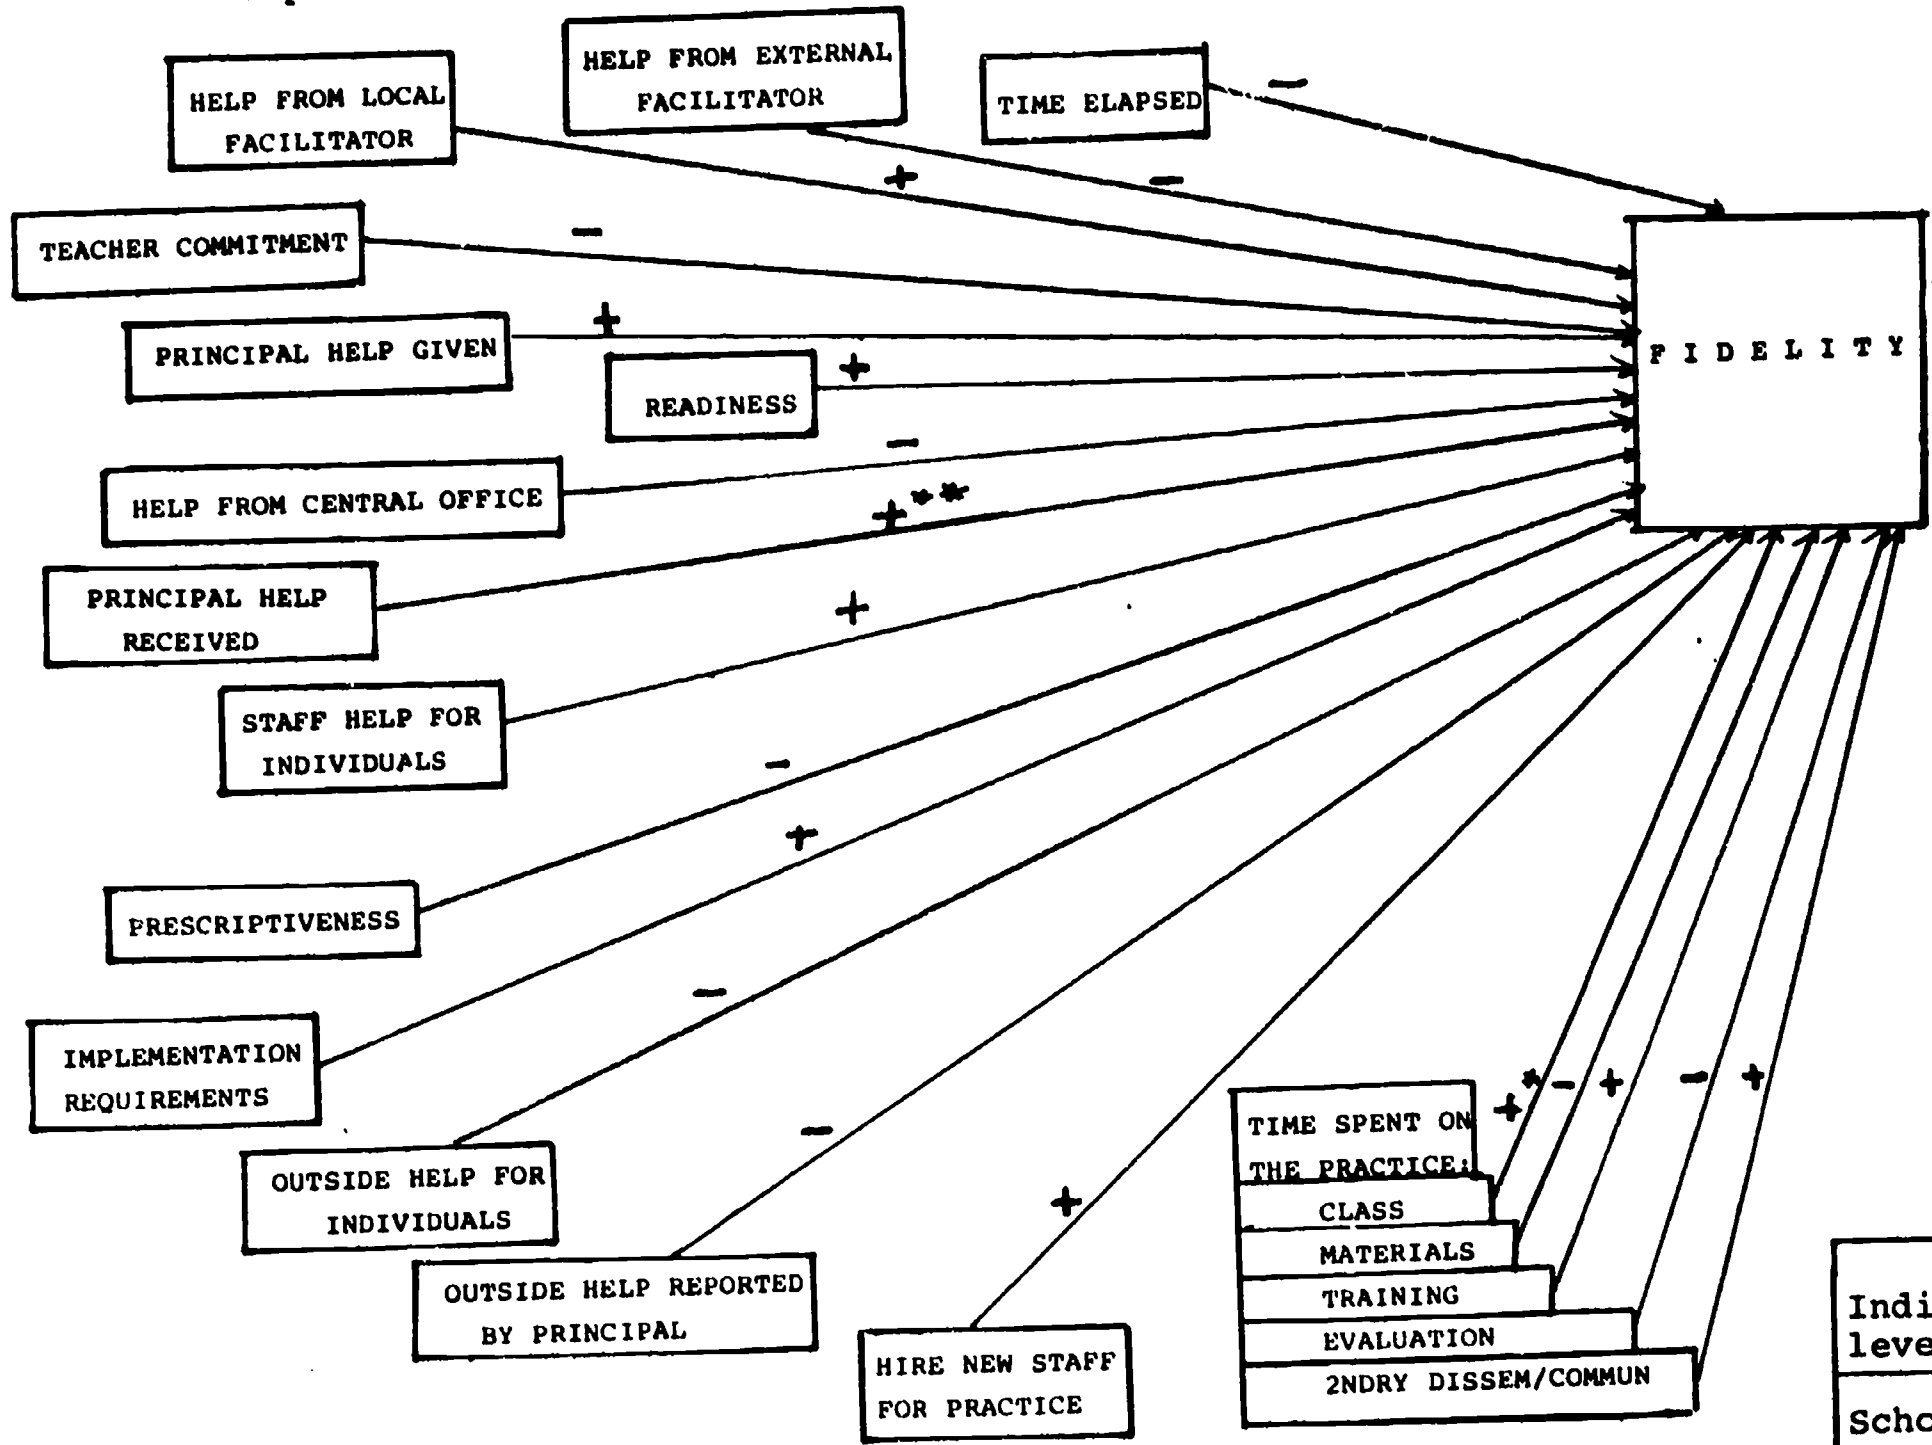 HELP FROM EXTERNAL
FACILITATOR
HELP FROM LOCAL
FACILITATOR
TIME ELAPSED
-
+
-
TEACHER COMMITMENT
-
PRINCIPAL HELP GIVEN
+
FIDELITY
READINESS
+
HELP FROM CENTRAL OFFICE
-
PRINCIPAL HELP
RECEIVED
+**
STAFF HELP FOR
INDIVIDUALS
+
PRESCRIPTIVENESS
-
IMPLEMENTATION
REQUIREMENTS
+
OUTSIDE HELP FOR
INDIVIDUALS
-
OUTSIDE HELP REPORTED
BY PRINCIPAL
-
HIRE NEW STAFF
FOR PRACTICE
+
TIME SPENT ON
THE PRACTICE:
CLASS
MATERIALS
TRAINING
EVALUATION
2NDRY DISSEM/COMMUN
+* - + - +